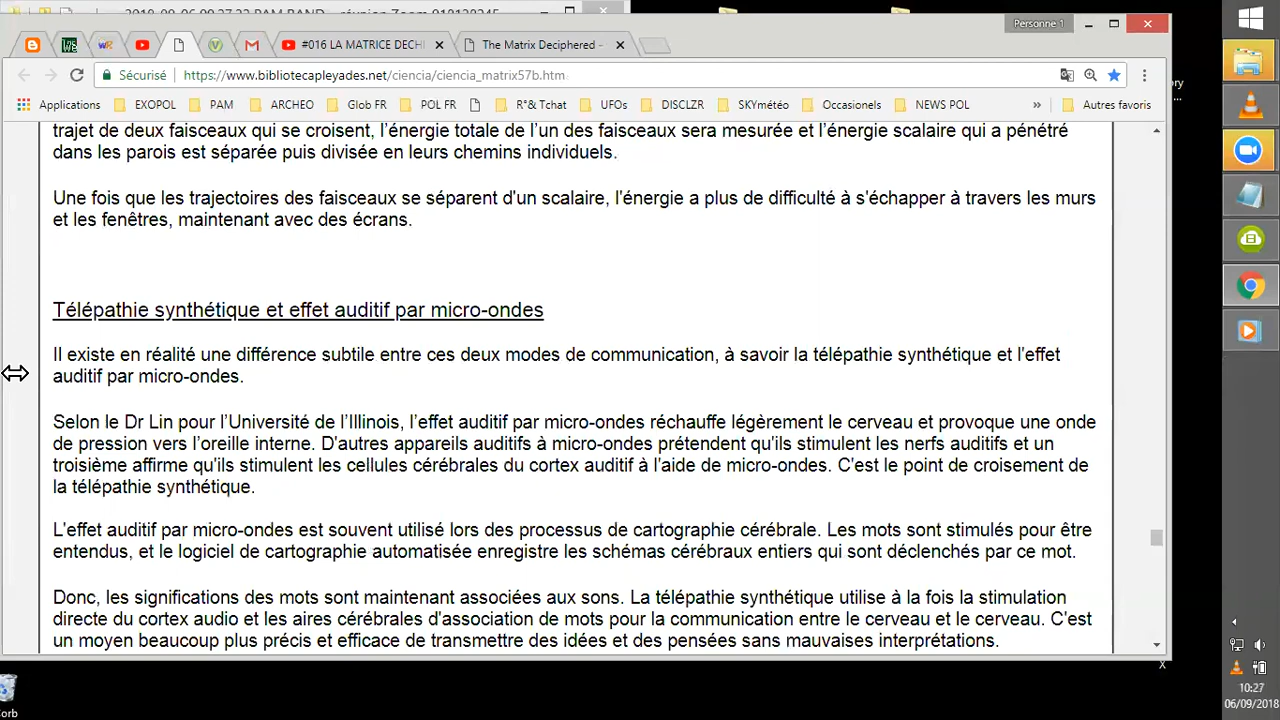 Personne 1
#016 LA MATRICE DECHI
The Matrix Deciphered -
Sécurisé
https://www.bibliotecapleyades.net/ciencia/ciencia_matrix57b.htm
Applications EXOPOL PAM ARCHEO Glob FR POL FR R°& Tchat UFOs DISCLZR SKYmétéo Occasionels NEWS POL » Autres favoris
trajet de deux faisceaux qui se croisent, l’énergie totale de l’un des faisceaux sera mesurée et l’énergie scalaire qui a pénétré
dans les parois est séparée puis divisée en leurs chemins individuels.
Une fois que les trajectoires des faisceaux se séparent d'un scalaire, l'énergie a plus de difficulté à s'échapper à travers les murs
et les fenêtres, maintenant avec des écrans.
Télépathie synthétique et effet auditif par micro-ondes
Il existe en réalité une différence subtile entre ces deux modes de communication, à savoir la télépathie synthétique et l'effet
auditif par micro-ondes.
Selon le Dr Lin pour l’Université de l’Illinois, l’effet auditif par micro-ondes réchauffe légèrement le cerveau et provoque une onde
de pression vers l’oreille interne. D'autres appareils auditifs à micro-ondes prétendent qu'ils stimulent les nerfs auditifs et un
troisième affirme qu'ils stimulent les cellules cérébrales du cortex auditif à l'aide de micro-ondes. C'est le point de croisement de
la télépathie synthétique.
L'effet auditif par micro-ondes est souvent utilisé lors des processus de cartographie cérébrale. Les mots sont stimulés pour être
entendus, et le logiciel de cartographie automatisée enregistre les schémas cérébraux entiers qui sont déclenchés par ce mot.
Donc, les significations des mots sont maintenant associées aux sons. La télépathie synthétique utilise à la fois la stimulation
directe du cortex audio et les aires cérébrales d'association de mots pour la communication entre le cerveau et le cerveau. C'est
un moyen beaucoup plus précis et efficace de transmettre des idées et des pensées sans mauvaises interprétations.
ory
...
orb
10:27
06/09/2018